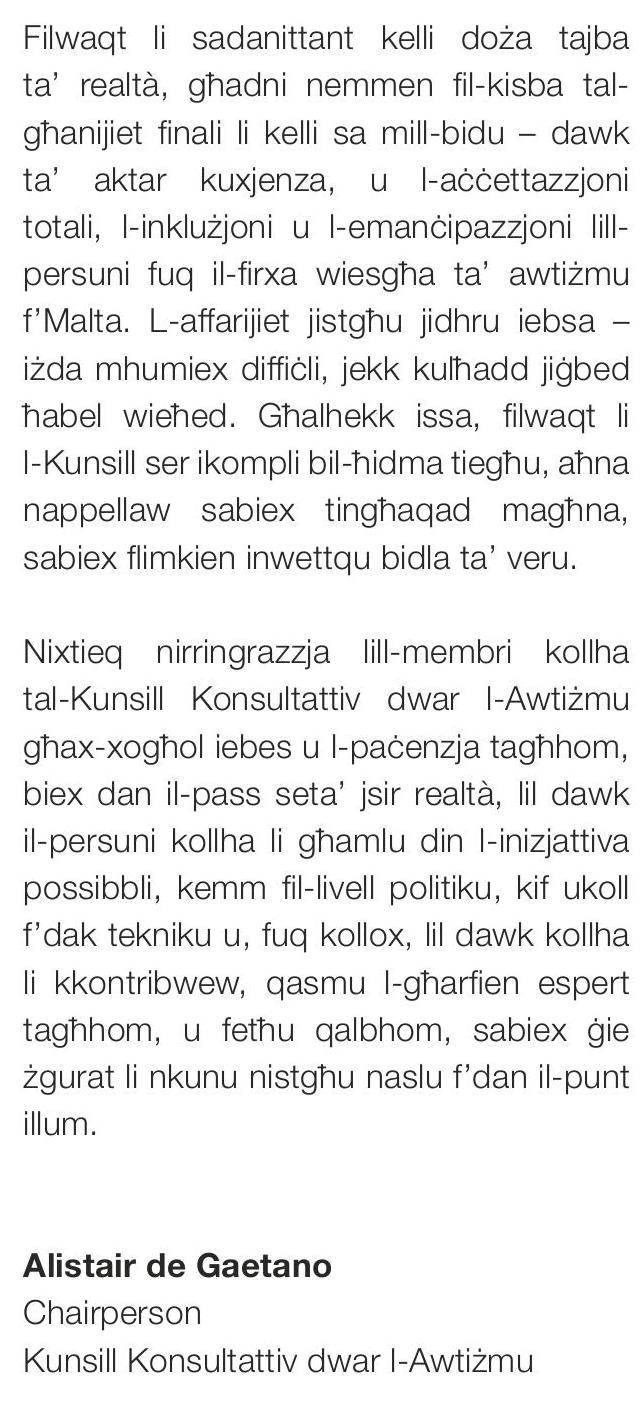 Filwaqt li sadanittant kelli doża tajba
ta’ realtà, għadni nemmen fil-kisba tal-
għanijiet finali li kelli sa mill-bidu – dawk
ta’ aktar kuxjenza, u l-aċċettazzjoni
totali, l-inklużjoni u l-emanċipazzjoni lill-
persuni fuq il-firxa wiesgħa ta’ awtiżmu
f’Malta. L-affarijiet jistgħu jidhru iebsa –
iżda mhumiex diffiċli, jekk kulħadd jiġbed
ħabel wieħed. Għalhekk issa, filwaqt li
l-Kunsill ser ikompli bil-ħidma tiegħu, aħna
nappellaw sabiex tingħaqad magħna,
sabiex flimkien inwettqu bidla ta’ veru.
Nixtieq nirringrazzja lill-membri kollha
tal-Kunsill Konsultattiv dwar l-Awtiżmu
għax-xogħol iebes u l-paċenzja tagħhom,
biex dan il-pass seta’ jsir realtà, lil dawk
il-persuni kollha li għamlu din l-inizjattiva
possibbli, kemm fil-livell politiku, kif ukoll
f’dak tekniku u, fuq kollox, lil dawk kollha
li kkontribwew, qasmu l-għarfien espert
tagħhom, u fetħu qalbhom, sabiex ġie
żgurat li nkunu nistgħu naslu f’dan il-punt
illum.
Alistair de Gaetano
Chairperson
Kunsill Konsultattiv dwar l-Awtiżmu